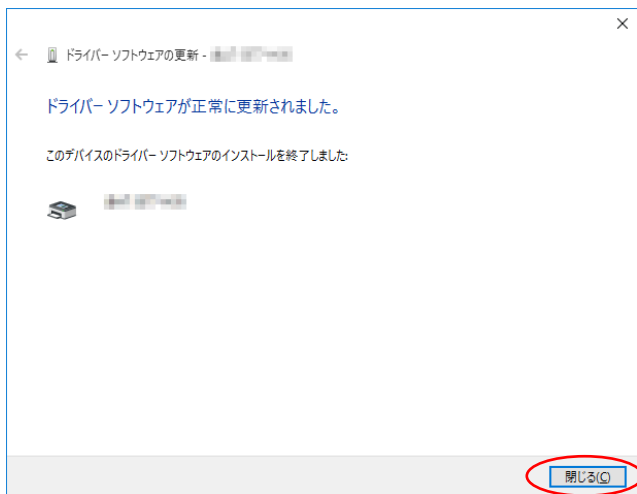 ドライバー ソフトウェアの更新 -
ドライバー ソフトウェアが正常に更新されました。
このデバイスのドライバー ソフトウェアのインストールを終了しました:
閉じる(C)